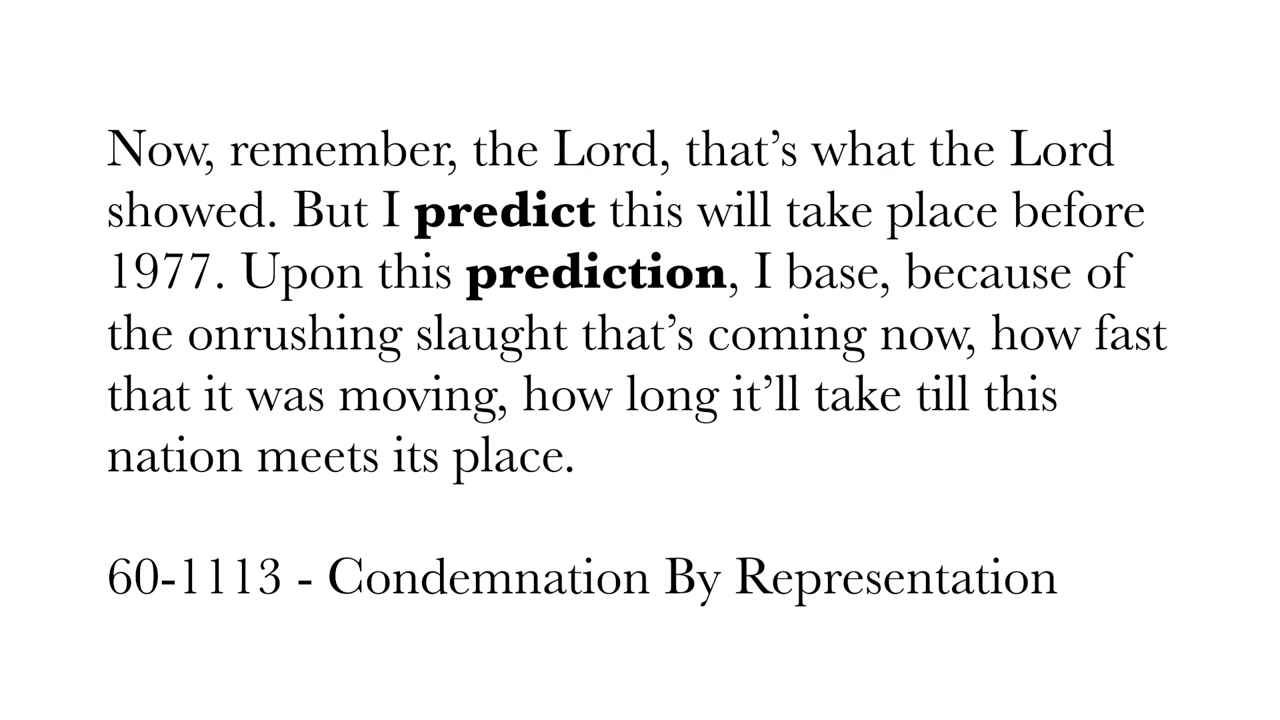 Now, remember, the Lord, that’s what the Lord
showed. But I predict this will take place before
1977. Upon this prediction, I base, because of
the onrushing slaught that’s coming now, how fast
that it was moving, how long it’ll take till this
nation meets its place.
60-1113 - Condemnation By Representation